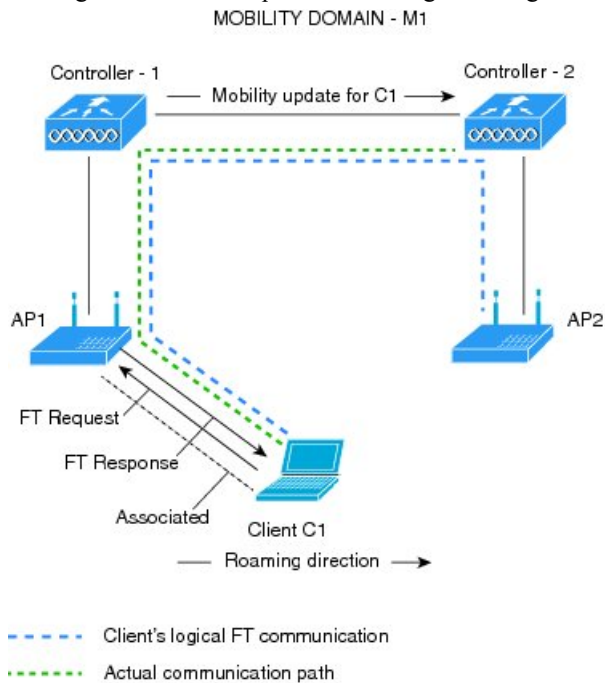 MOBILITY DOMAIN - M1
Controller - 1
Controller - 2
Mobility update for C1
AP1
AP2
FT Request
FT Response
Associated
Client C1
Roaming direction
Client's logical FT communication
Actual communication path